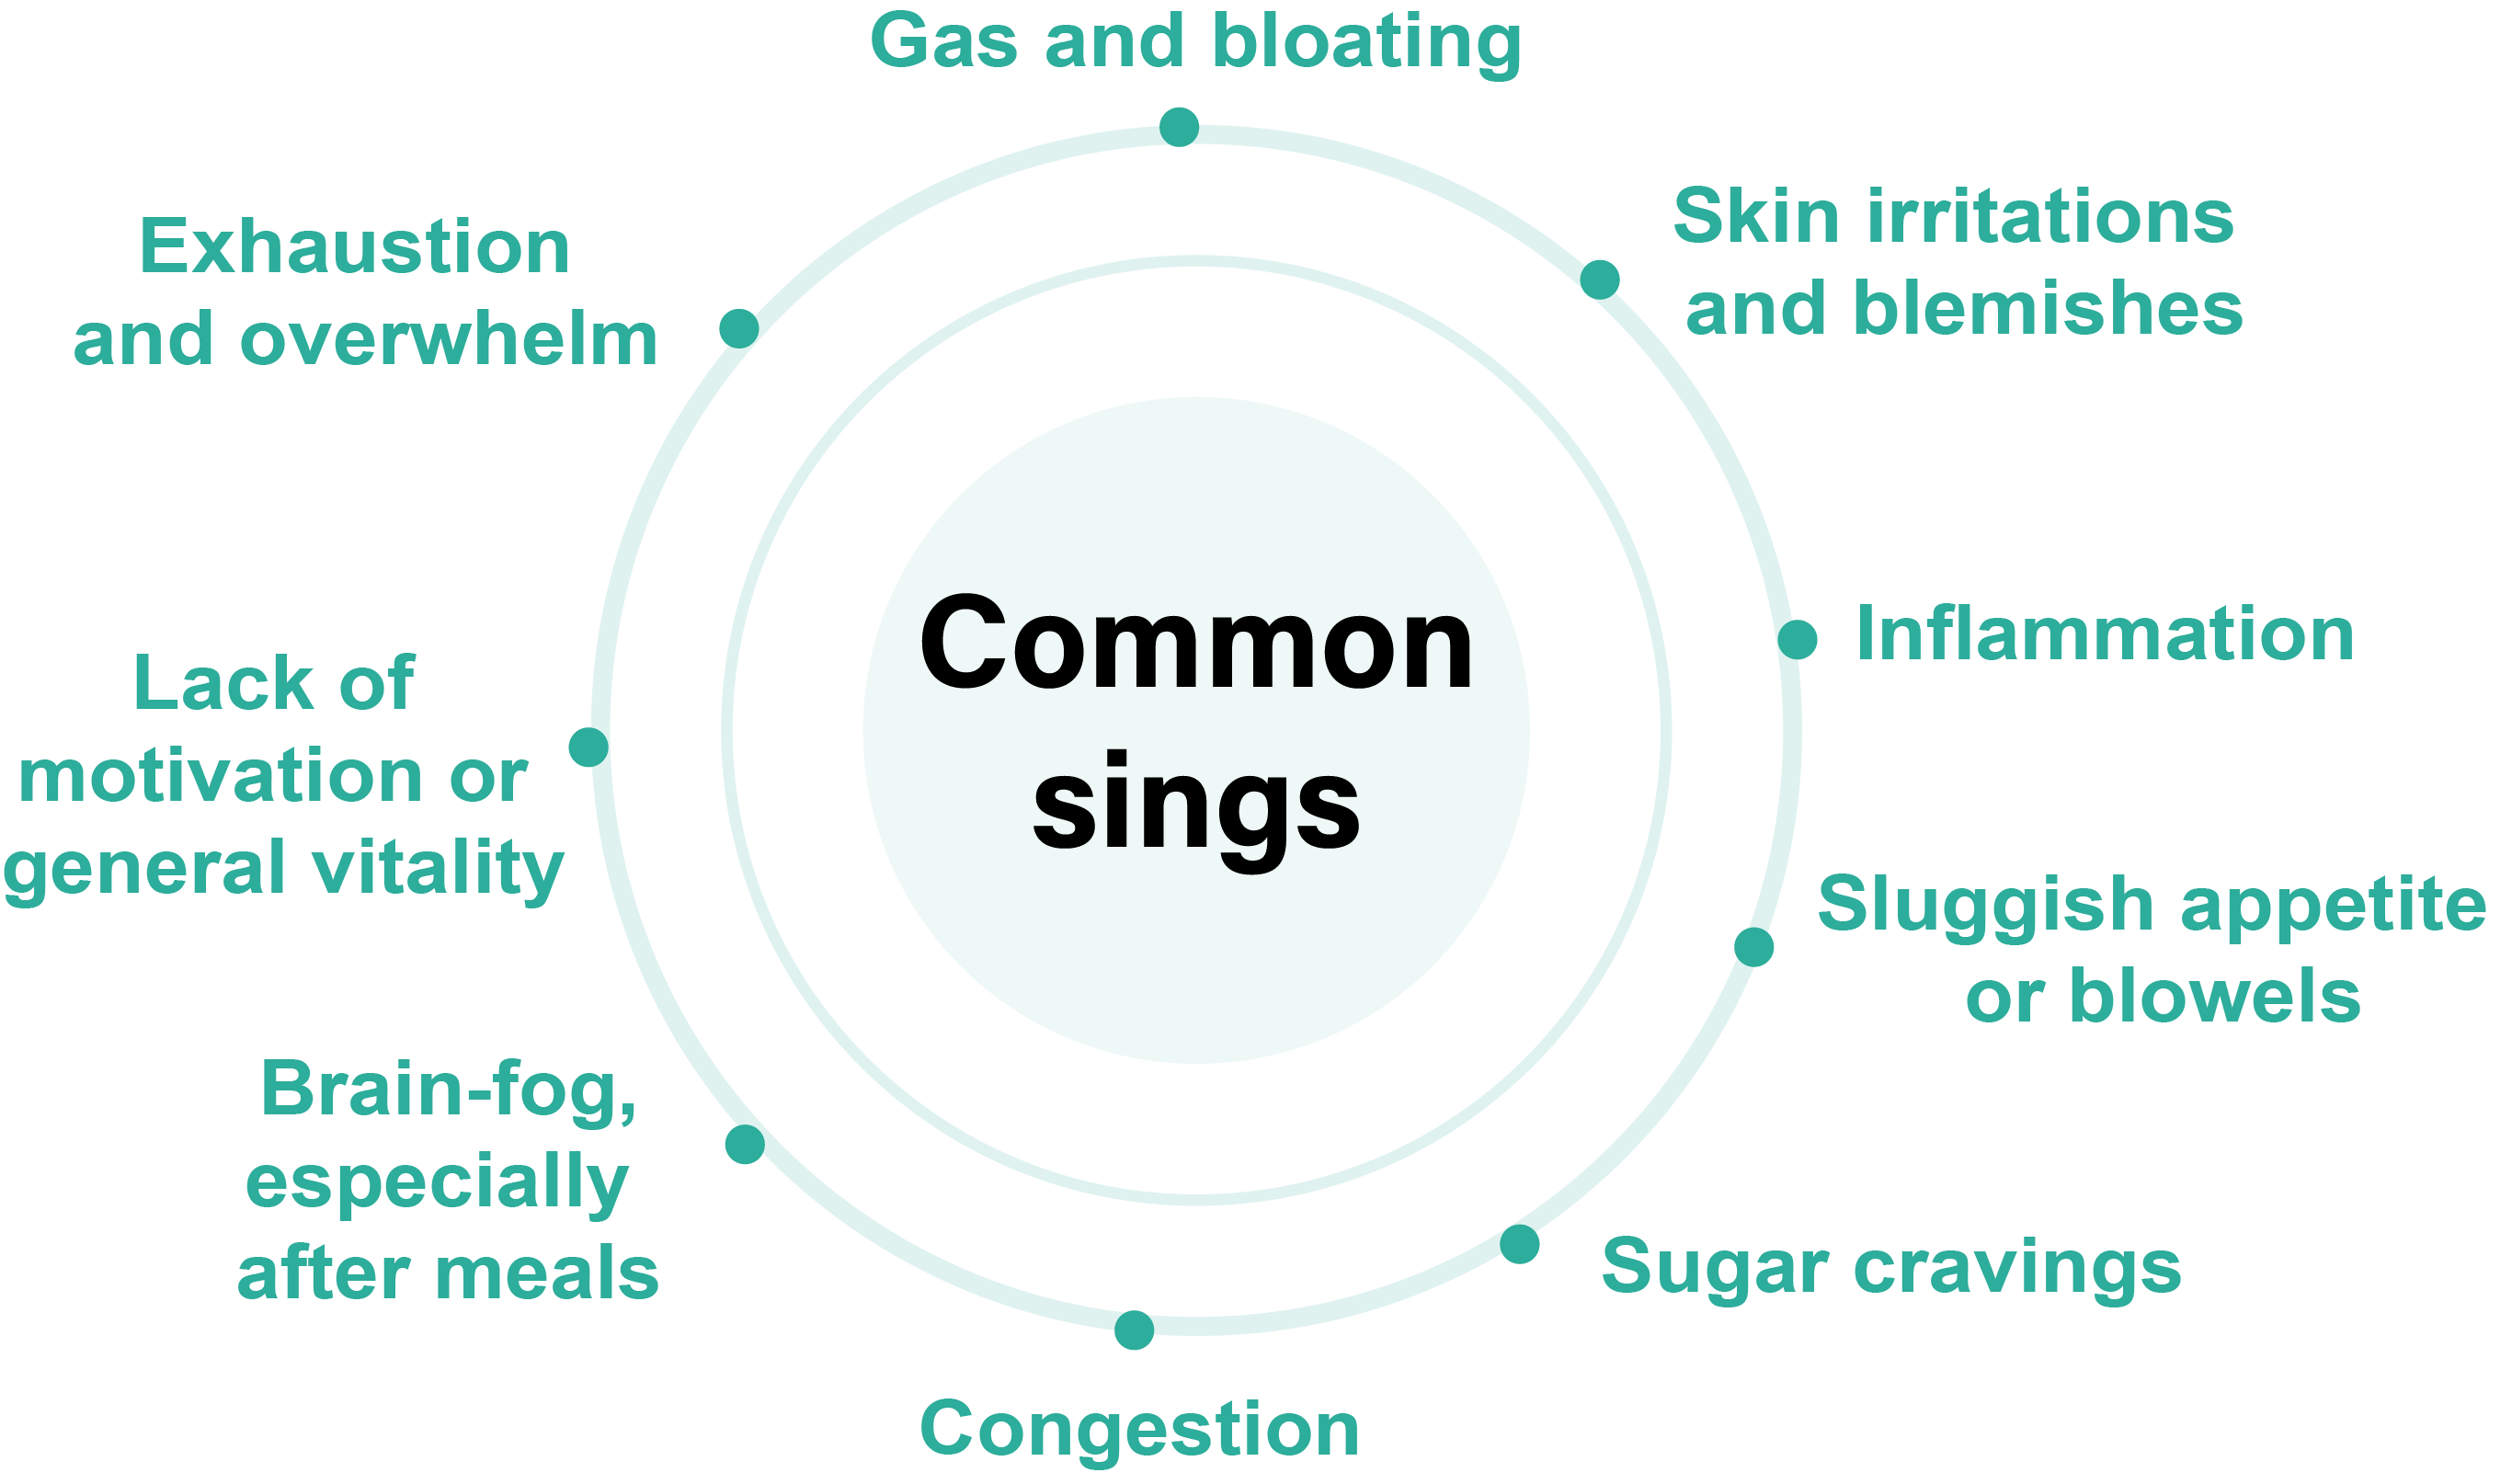 Gas and bloating
Skin irritations
and blemishes
Inflammation
Sluggish appetite
or blowels
Sugar cravings
Congestion
Brain-fog,
especially
after meals
Lack of
motivation or
general vitality
Exhaustion
and overwhelm
Common
sings